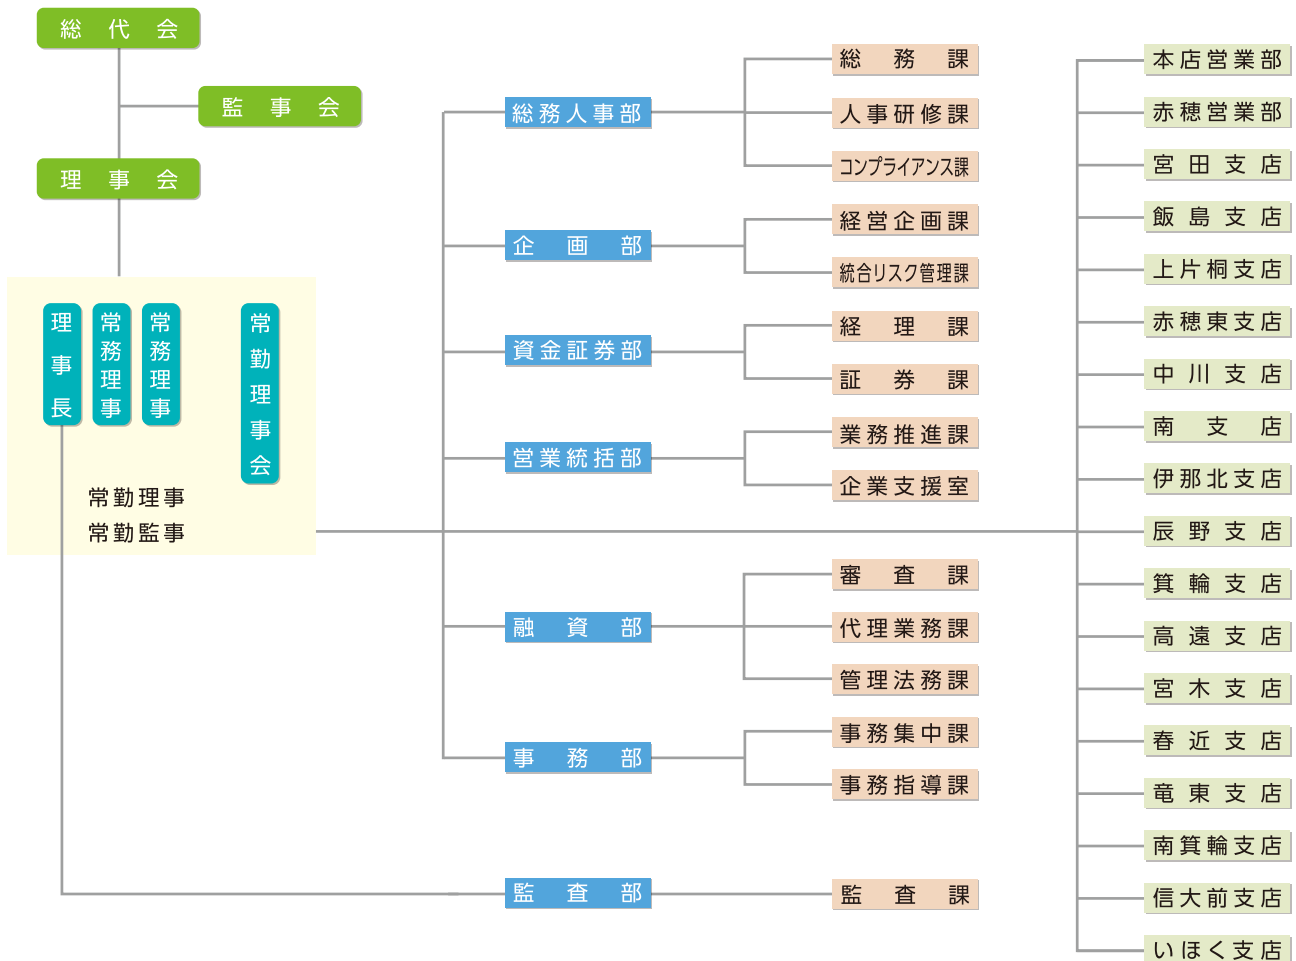 総代会
監事会
理事会
理事長
常務理事
常務理事
常勤理事会
常勤理事
常勤監事
総務人事部
総務課
人事研修課
コンプライアンス課
企画部
経営企画課
統合リスク管理課
資金証券部
経理課
証券課
営業統括部
業務推進課
企業支援室
融資部
審査課
代理業務課
管理法務課
事務部
事務集中課
事務指導課
監査部
監査課
本店営業部
赤穂営業部
宮田支店
飯島支店
上片桐支店
赤穂東支店
中川支店
南支店
伊那北支店
辰野支店
箕輪支店
高遠支店
宮木支店
春近支店
竜東支店
南箕輪支店
信大前支店
いほく支店